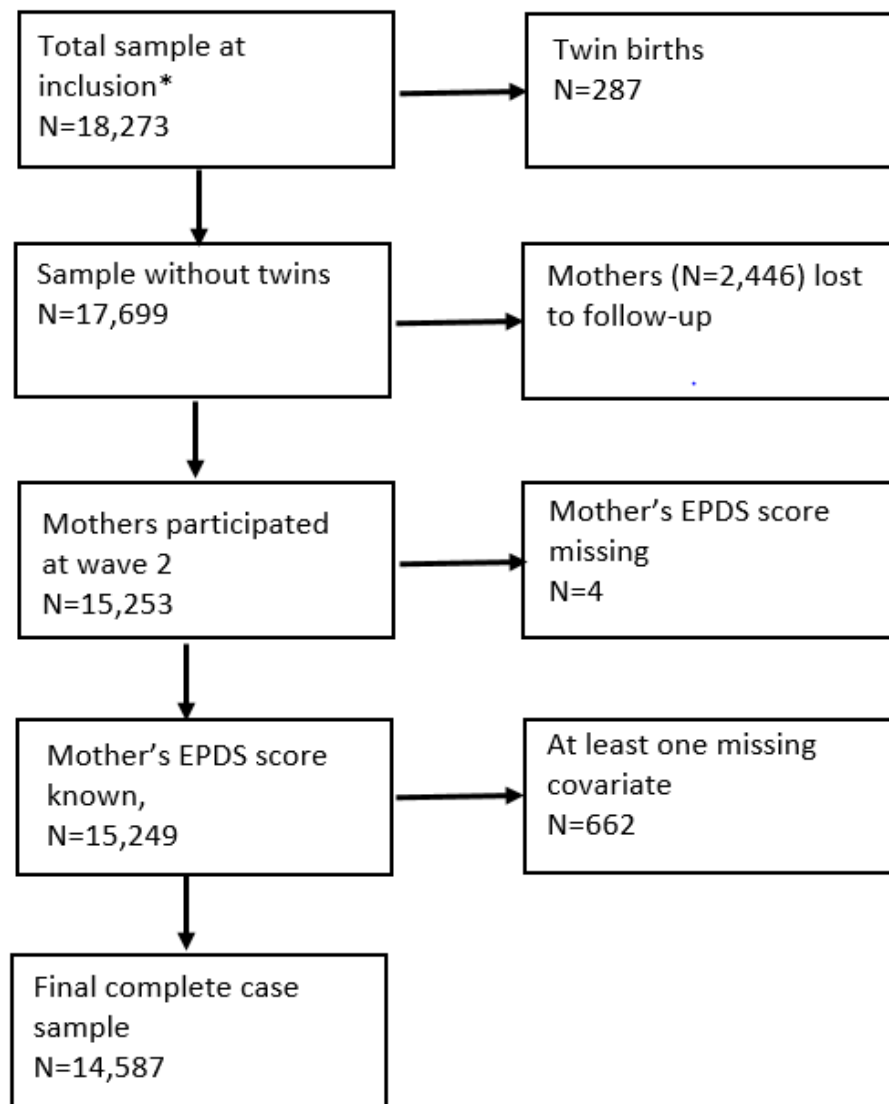 Total sample at
inclusion*
N=18,273
Twin births
N=287
Sample without twins
N=17,699
Mothers (N=2,446) lost
to follow-up
Mothers participated
at wave 2
N=15,253
Mother’s EPDS score
missing
N=4
Mother’s EPDS score
known,
N=15,249
At least one missing
covariate
N=662
Final complete case
sample
N=14,587